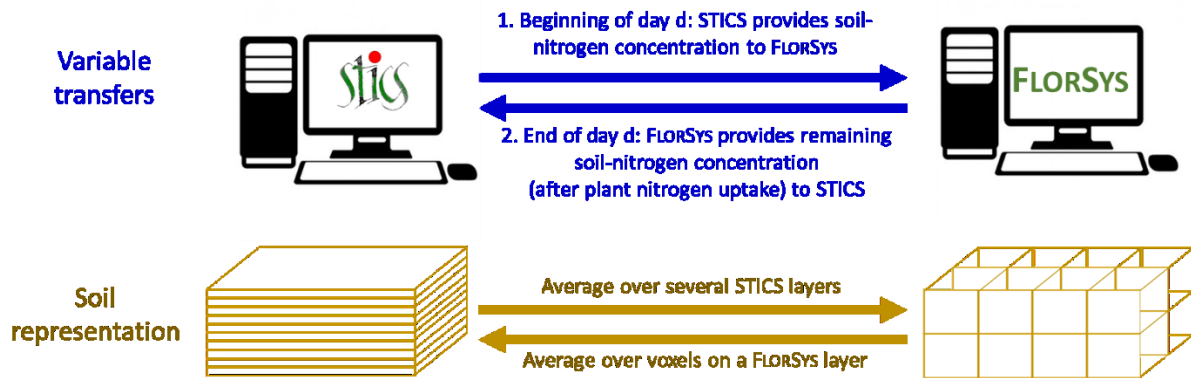 Variable
transfers
stics
1. Beginning of day d: STICS provides soil-
nitrogen concentration to FLORSYS
FLORSYS
2. End of day d: FLORSYS provides remaining
soil-nitrogen concentration
(after plant nitrogen uptake) to STICS
Soil
representation
Average over several STICS layers
Average over voxels on a FLORSYS layer